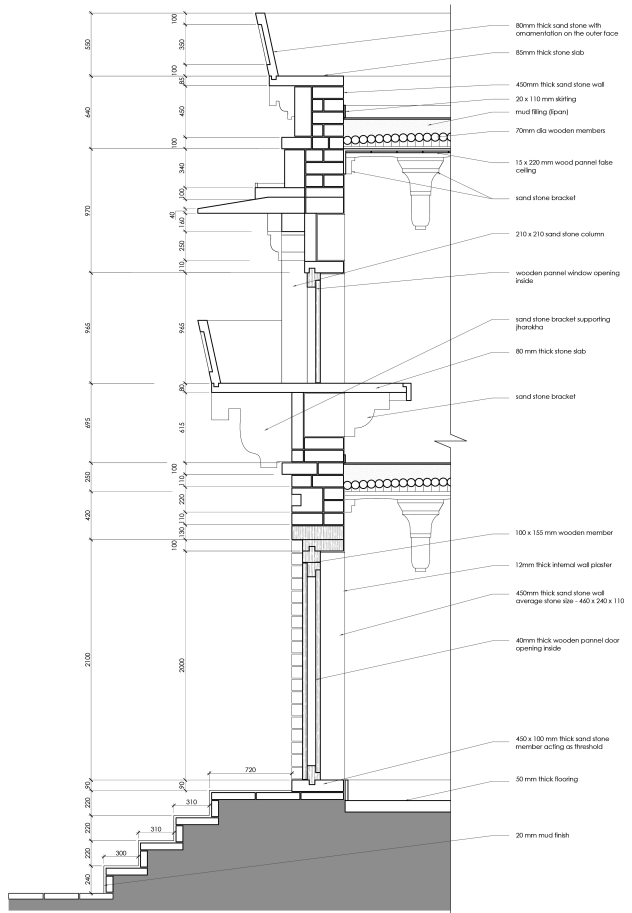 80mm thick sand stone with
ornamentation on the outer face
85mm thick stone slab
450mm thick sand stone wall
20 x 110 mm skirting
mud filling (lipan)
70mm dia wooden members
15 x 220 mm wood pannel false
ceiling
sand stone bracket
210 x 210 sand stone column
wooden pannel window opening
inside
sand stone bracket supporting
jharokha
80 mm thick stone slab
sand stone bracket
100 x 155 mm wooden member
12mm thick internal wall plaster
450mm thick sand stone wall
average stone size - 460 x 240 x 110
40mm thick wooden pannel door
opening inside
450 x 100 mm thick sand stone
member acting as threshold
50 mm thick flooring
20 mm mud finish
550
640
970
965
695
250
420
2100
90
220
220
220
240
100
350
100
85
450
100
340
100
40
160
250
110
965
80
615
100
110
220
110
130
100
2000
90
720
310
310
300